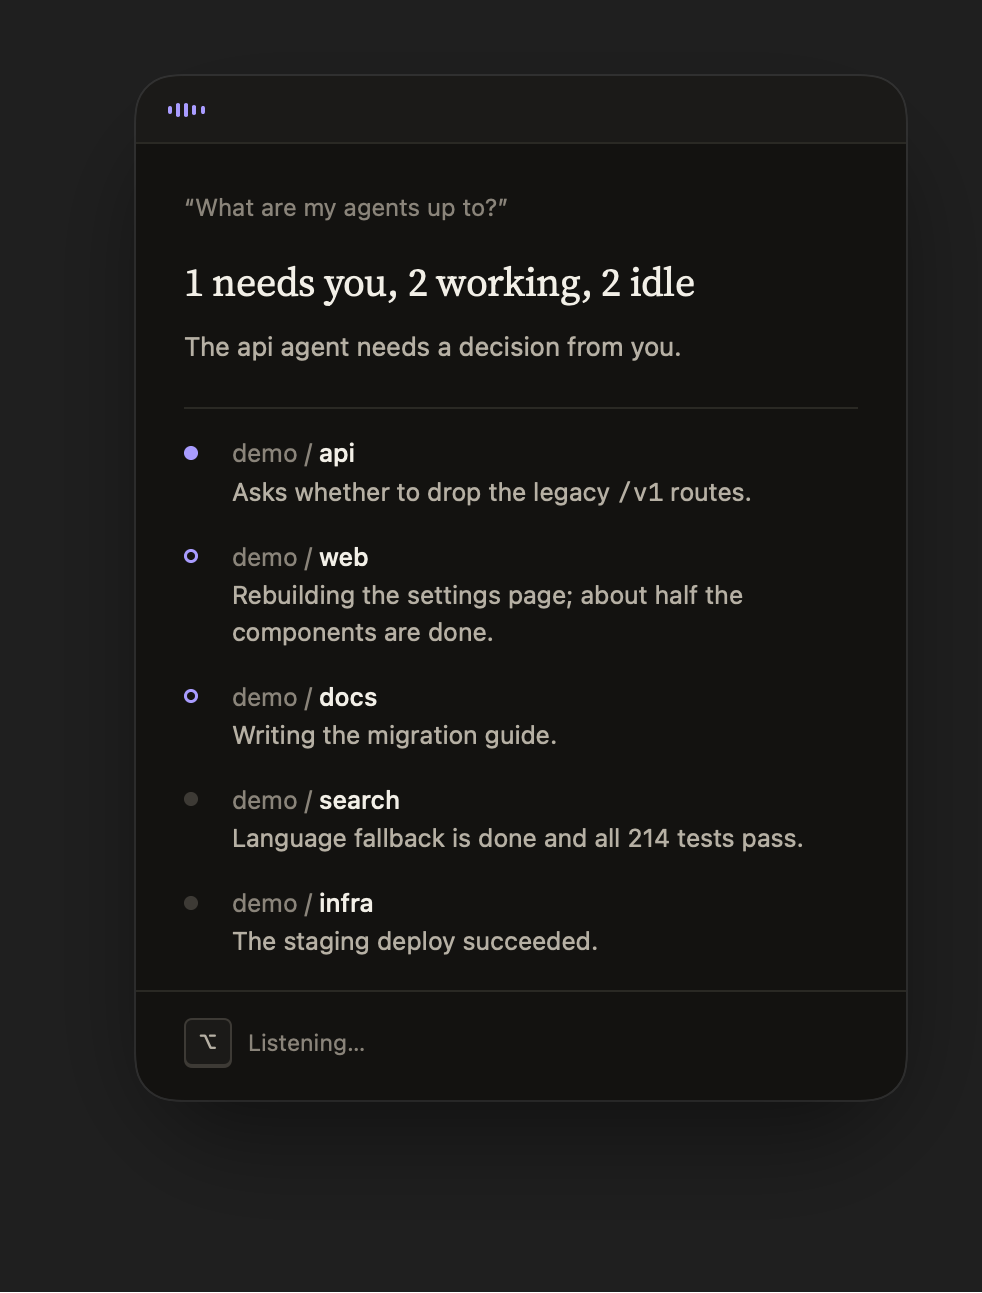 “What are my agents up to?”
1 needs you, 2 working, 2 idle
The api agent needs a decision from you.
demo / api
Asks whether to drop the legacy /v1 routes.
demo / web
Rebuilding the settings page; about half the
components are done.
demo / docs
Writing the migration guide.
demo / search
Language fallback is done and all 214 tests pass.
demo / infra
The staging deploy succeeded.
⌥ Listening...